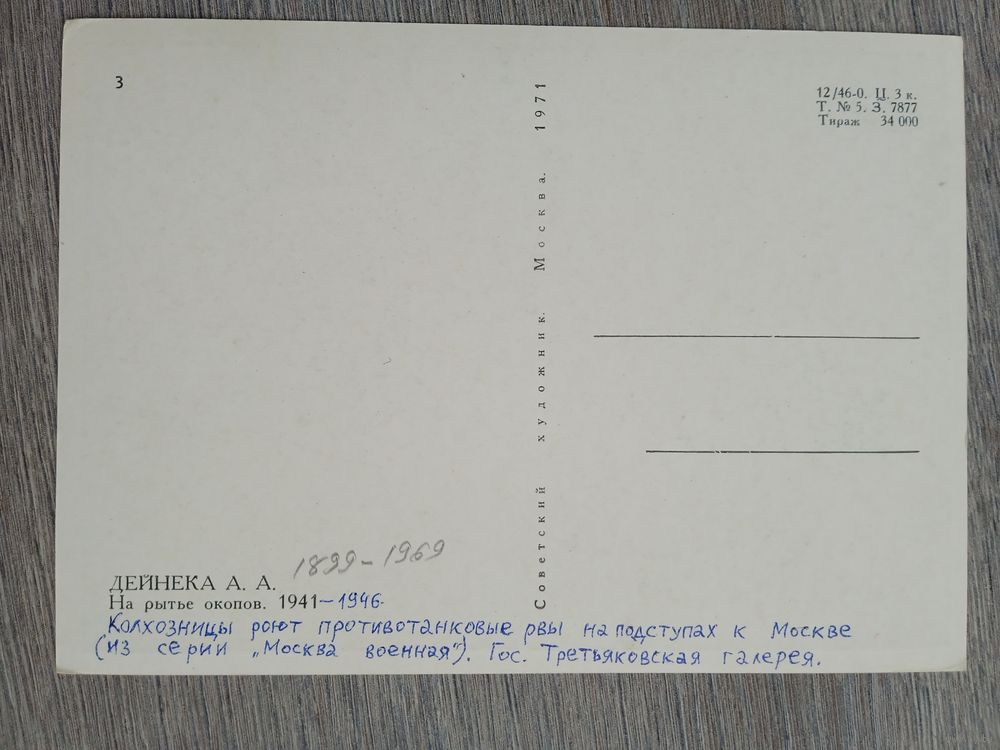 3
12/46-0. Ц. 3 к.
Т. № 5. З. 7877
Тираж 34 000
Советский художник. Москва. 1971
1899-1969
ДЕЙНЕКА А. А.
На рытье окопов. 1941-1946.
Колхозницы роют противотанковые рвы на подступах к Москве
(из серии „Москва военная"). Гос. Третьяковская галерея.